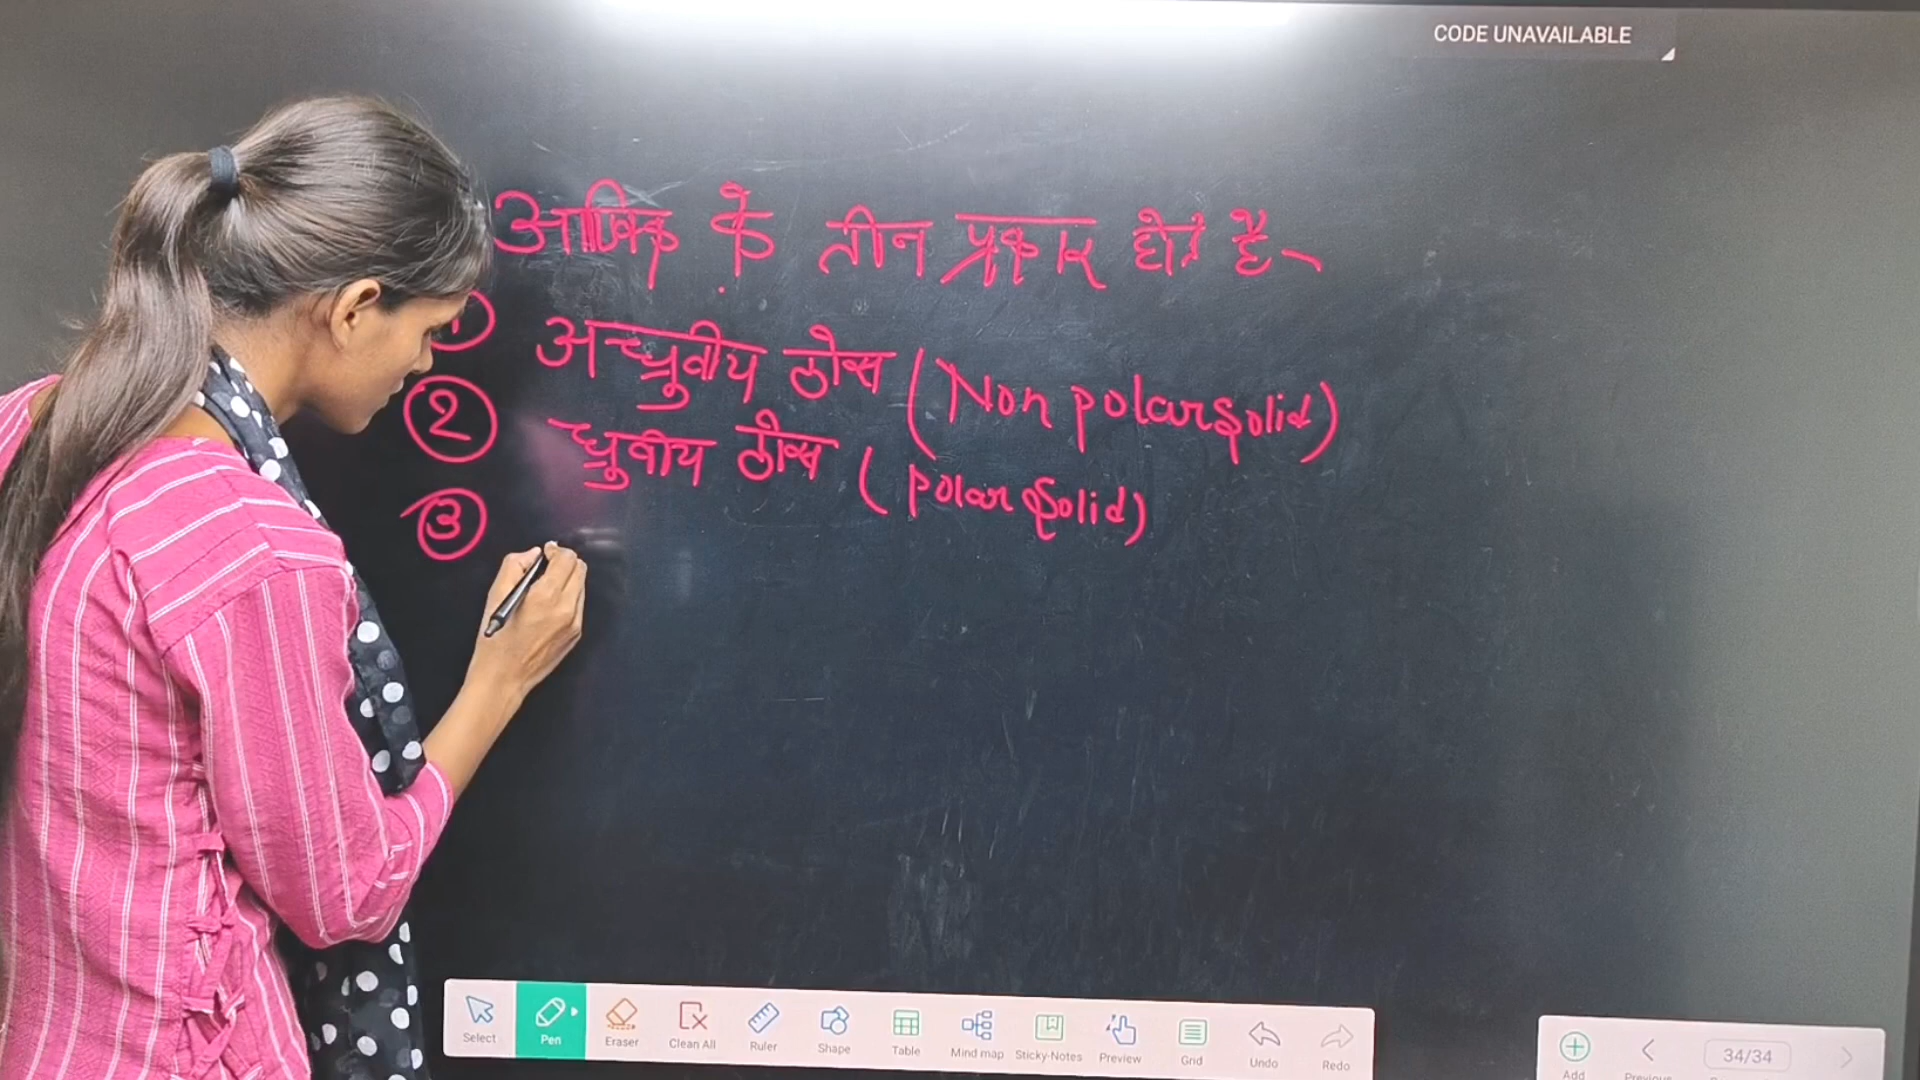 CODE UNAVAILABLE
आण्विक के तीन प्रकार होते है-
1 अध्रुवीय ठोस (Non polar solid)
2 ध्रुवीय ठोस (polar solid)
3
Select Pen Eraser Clean All Ruler Shape Table Mind map Sticky-Notes Preview Grid Undo Redo
Add Previous 34/34